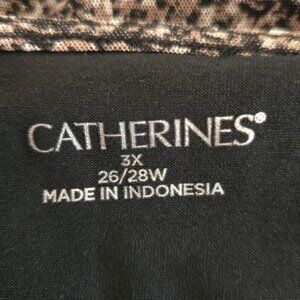 CATHERINES®
3X
26/28W
MADE IN INDONESIA